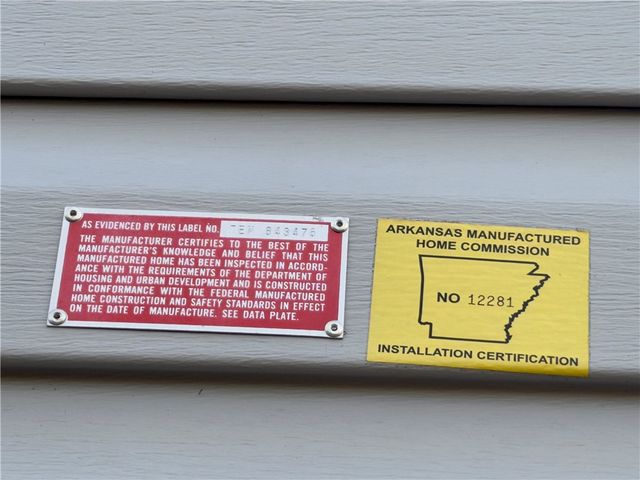 AS EVIDENCED BY THIS LABEL NO.
THE MANUFACTURER CERTIFIES TO THE BEST OF THE
MANUFACTURER'S KNOWLEDGE AND BELIEF THAT THIS
MANUFACTURED HOME HAS BEEN INSPECTED IN ACCORD-
ANCE WITH THE REQUIREMENTS OF THE DEPARTMENT OF
HOUSING AND URBAN DEVELOPMENT AND IS CONSTRUCTED
IN CONFORMANCE WITH THE FEDERAL MANUFACTURED
HOME CONSTRUCTION AND SAFETY STANDARDS IN EFFECT
ON THE DATE OF MANUFACTURE. SEE DATA PLATE.
ARKANSAS MANUFACTURED
HOME COMMISSION
NO 12281
INSTALLATION CERTIFICATION